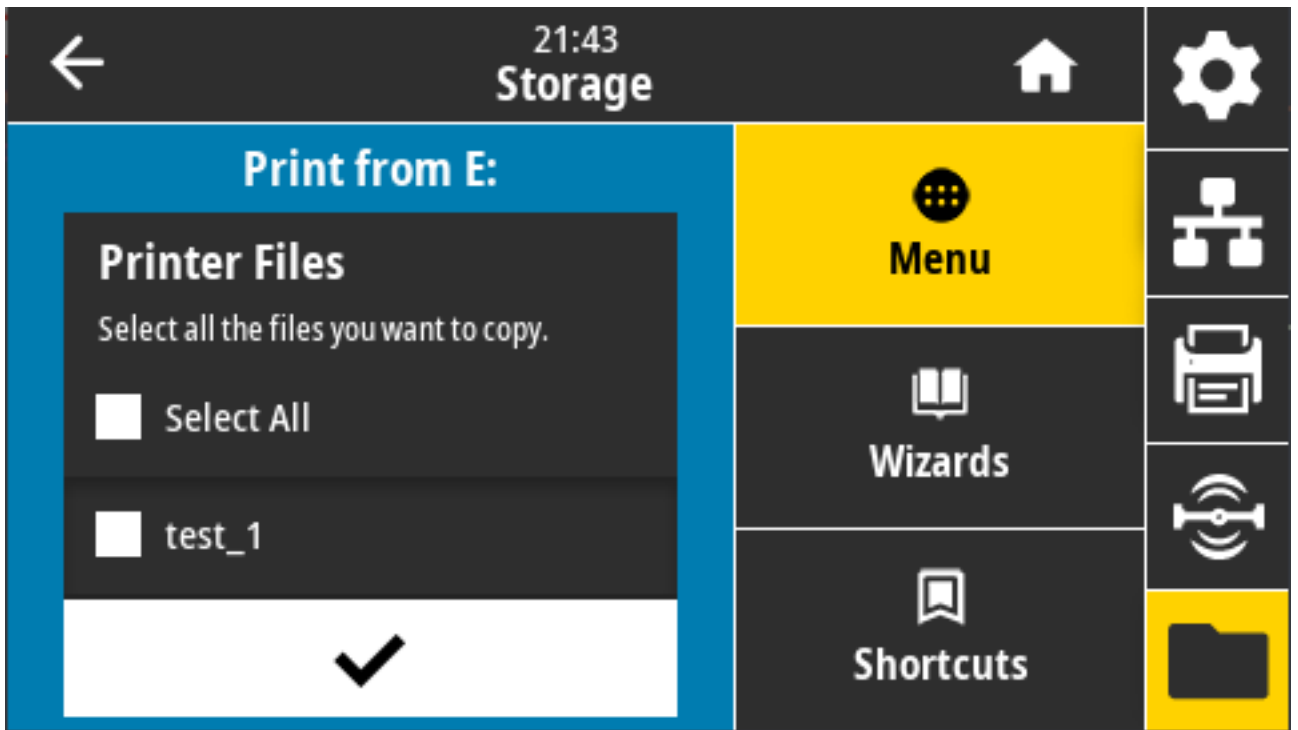 21:43
Storage
Print from E:
Printer Files
Select all the files you want to copy.
Select All
test_1
Menu
Wizards
Shortcuts